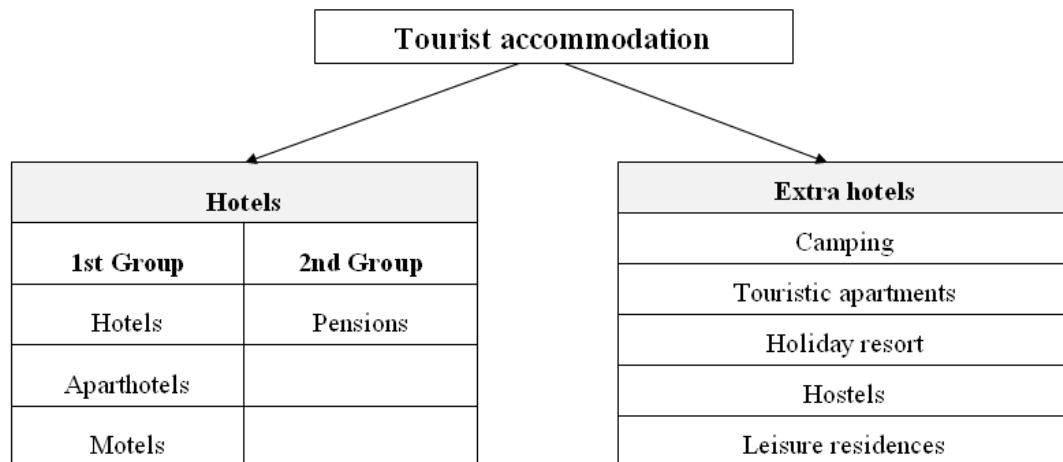 Tourist accommodation
Hotels
1st Group 2nd Group
Hotels Pensions
Aparthotels
Motels
Extra hotels
Camping
Touristic apartments
Holiday resort
Hostels
Leisure residences